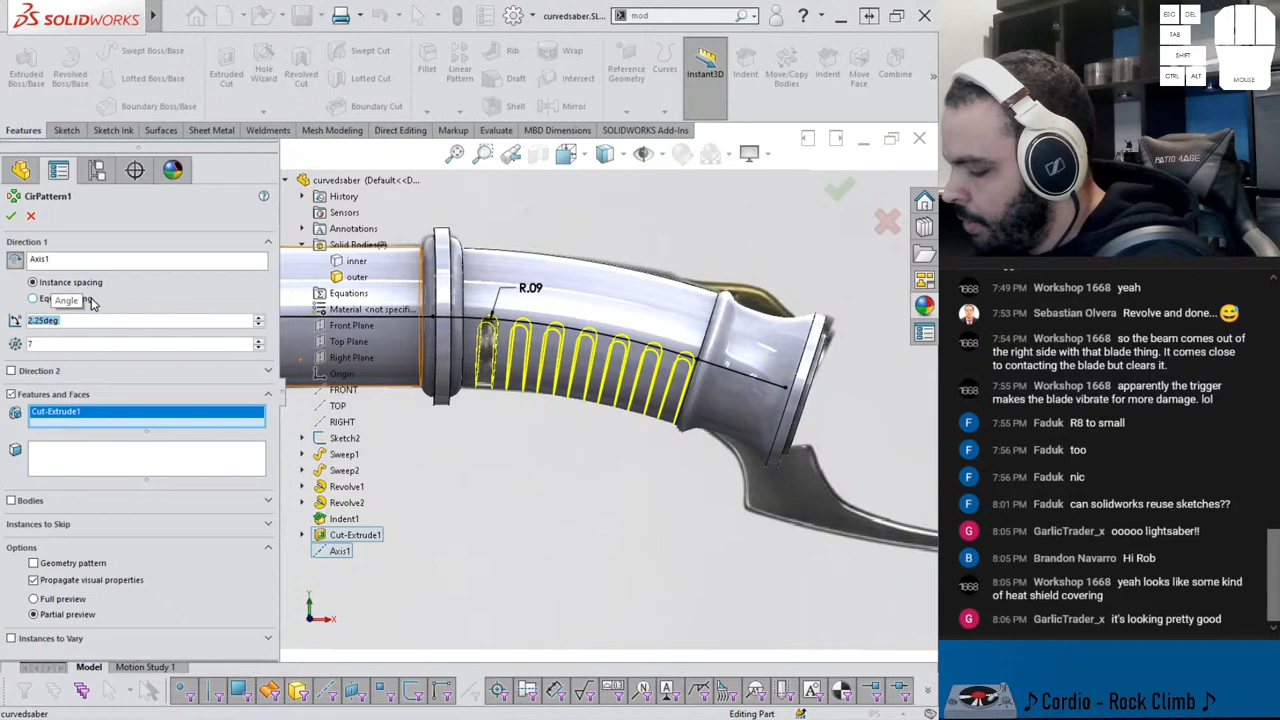 SOLIDWORKS
curvedsaber.SL...
mod
Extruded Boss/Base
Revolved Boss/Base
Swept Boss/Base
Lofted Boss/Base
Boundary Boss/Base
Extruded Cut
Hole Wizard
Revolved Cut
Swept Cut
Lofted Cut
Boundary Cut
Fillet
Linear Pattern
Rib
Draft
Shell
Wrap
Intersect
Mirror
Reference Geometry
Curves
Instant3D
Indent
Move/Copy Bodies
Indent
Move Face
Combine
Features
Sketch
Sketch Ink
Surfaces
Sheet Metal
Weldments
Mesh Modeling
Direct Editing
Markup
Evaluate
MBD Dimensions
SOLIDWORKS Add-Ins
CirPattern1
Direction 1
Axis1
Instance spacing
Angle
2.25deg
7
Direction 2
Features and Faces
Cut-Extrude1
Bodies
Instances to Skip
Options
Geometry pattern
Propagate visual properties
Full preview
Partial preview
Instances to Vary
curvedsaber (Default<<D...
History
Sensors
Annotations
Solid Bodies(2)
inner
outer
Equations
Material <not specifi...
Front Plane
Top Plane
Right Plane
Origin
FRONT
TOP
RIGHT
Sketch2
Sweep1
Sweep2
Revolve1
Revolve2
Indent1
Cut-Extrude1
Axis1
R.09
Y
X
Model
Motion Study 1
curvedsaber
Editing Part
IPS
ESC
DEL
TAB
SHIFT
CTRL
ALT
MOUSE
7:49 PM Workshop 1668 yeah
7:53 PM Sebastian Olvera Revolve and done...😅
7:54 PM Workshop 1668 so the beam comes out
of the right side with that blade thing. It comes close
to contacting the blade but clears it.
7:55 PM Workshop 1668 apparently the trigger
makes the blade vibrate for more damage. lol
7:55 PM Faduk R8 to small
7:56 PM Faduk too
7:56 PM Faduk nic
8:01 PM Faduk can solidworks reuse sketches??
8:05 PM GarlicTrader_x ooooo lightsaber!!
8:05 PM Brandon Navarro Hi Rob
8:05 PM Workshop 1668 yeah looks like some kind
of heat shield covering
8:06 PM GarlicTrader_x it's looking pretty good
♪ Cordio - Rock Climb ♪